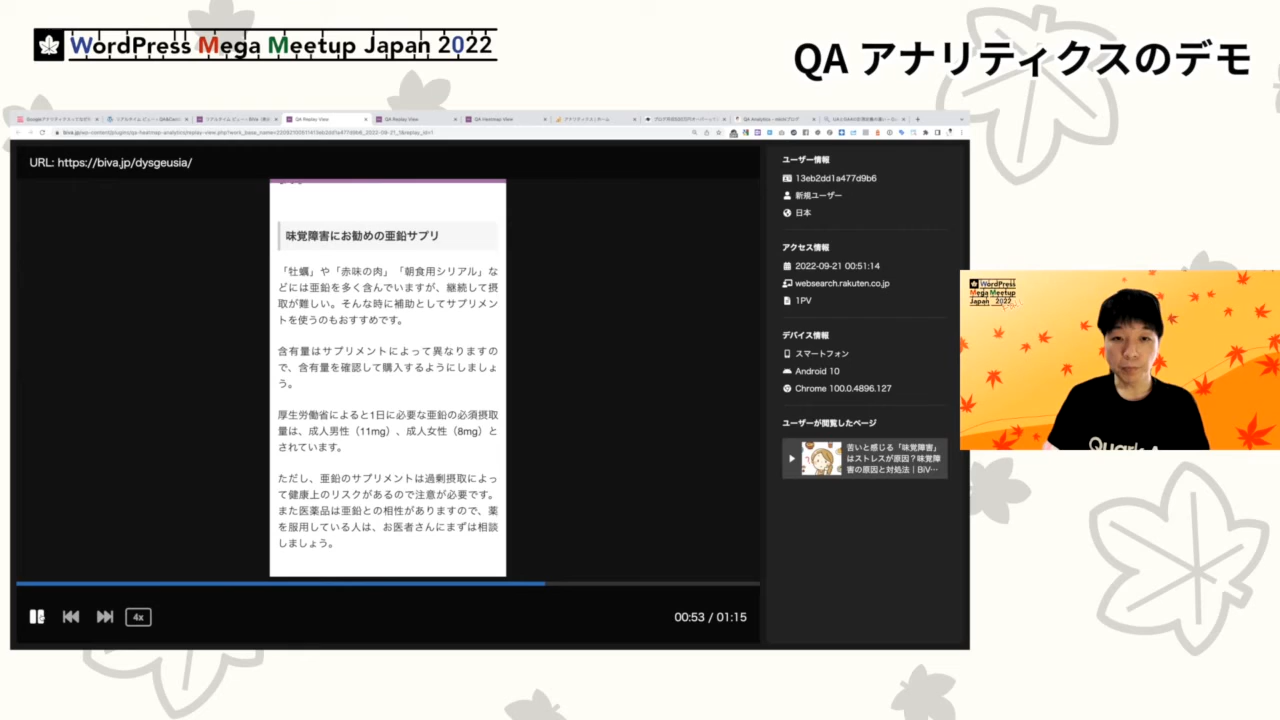 WordPress Mega Meetup Japan 2022
QA アナリティクスのデモ
QA Replay View
QA Replay View
QA Heatmap View
URL: https://biva.jp/dysgeusia/
味覚障害にお勧めの亜鉛サプリ
「牡蠣」や「赤味の肉」「朝食用シリアル」な
どには亜鉛を多く含んでいますが、継続して摂
取が難しい。そんな時に補助としてサプリメン
トを使うのもおすすめです。
含有量はサプリメントによって異なりますの
で、含有量を確認して購入するようにしましょ
う。
厚生労働省によると1日に必要な亜鉛の必須摂取
量は、成人男性（11mg）、成人女性（8mg）と
されています。
ただし、亜鉛のサプリメントは過剰摂取によっ
て健康上のリスクがあるので注意が必要です。
また医薬品は亜鉛との相性がありますので、薬
を服用している人は、お医者さんにまずは相談
しましょう。
4x
00:53 / 01:15
ユーザー情報
13eb2dd1a477d9b6
新規ユーザー
日本
アクセス情報
2022-09-21 00:51:14
websearch.rakuten.co.jp
1PV
デバイス情報
スマートフォン
Android 10
Chrome 100.0.4896.127
ユーザーが閲覧したページ
苦いと感じる「味覚障害」
はストレスが原因？味覚障
害の原因と対処法｜BiV…
WordPress
Mega Meetup
Japan 2022
Quark A